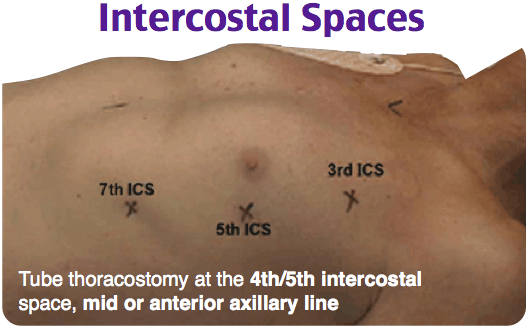 Intercostal Spaces
3rd ICS
7th ICS
5th ICS
Tube thoracostomy at the 4th/5th intercostal
space, mid or anterior axillary line